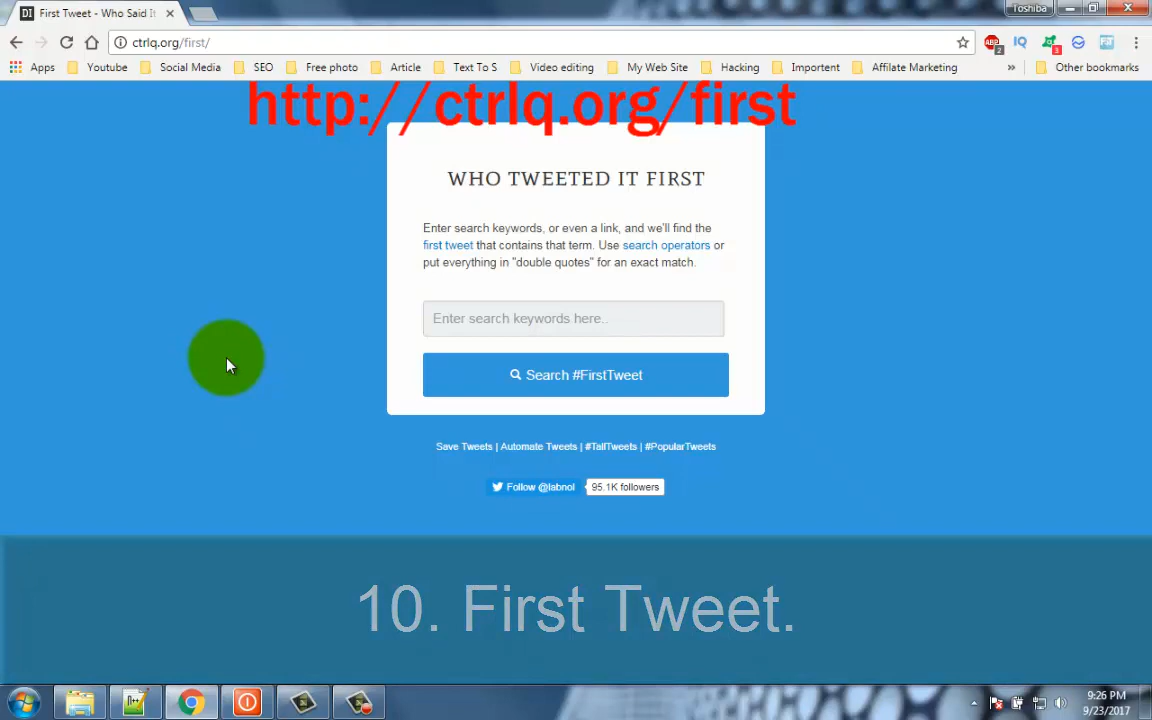 First Tweet - Who Said It
Toshiba
ctrlq.org/first/
2
3
Apps
Youtube
Social Media
SEO
Free photo
Article
Text To S
Video editing
My Web Site
Hacking
Importent
Affilate Marketing
»
Other bookmarks
http://ctrlq.org/first
WHO TWEETED IT FIRST
Enter search keywords, or even a link, and we'll find the
first tweet that contains that term. Use search operators or
put everything in "double quotes" for an exact match.
Enter search keywords here..
Search #FirstTweet
Save Tweets | Automate Tweets | #TallTweets | #PopularTweets
Follow @labnol
95.1K followers
10. First Tweet.
9:26 PM
9/23/2017